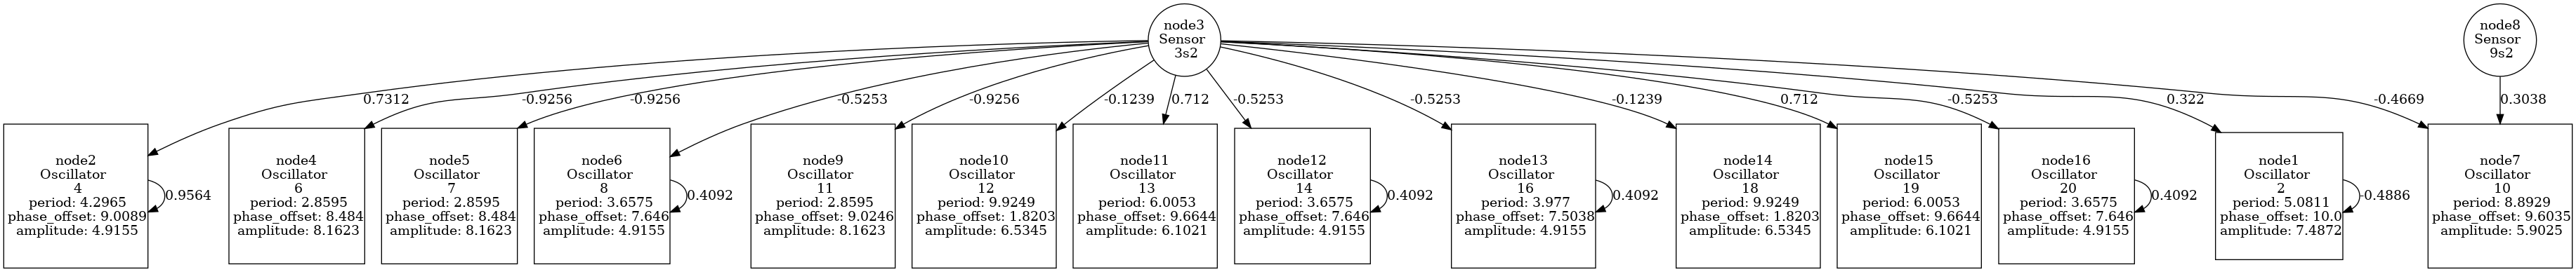 node3
Sensor
3s2
node8
Sensor
9s2
0.7312
-0.9256
-0.9256
-0.5253
-0.9256
-0.1239
0.712
-0.5253
-0.5253
-0.1239
0.712
-0.5253
0.322
-0.4669
0.3038
node2
Oscillator
4
period: 4.2965
phase_offset: 9.0089
amplitude: 4.9155
0.9564
node4
Oscillator
6
period: 2.8595
phase_offset: 8.484
amplitude: 8.1623
node5
Oscillator
7
period: 2.8595
phase_offset: 8.484
amplitude: 8.1623
node6
Oscillator
8
period: 3.6575
phase_offset: 7.646
amplitude: 4.9155
0.4092
node9
Oscillator
11
period: 2.8595
phase_offset: 9.0246
amplitude: 8.1623
node10
Oscillator
12
period: 9.9249
phase_offset: 1.8203
amplitude: 6.5345
node11
Oscillator
13
period: 6.0053
phase_offset: 9.6644
amplitude: 6.1021
node12
Oscillator
14
period: 3.6575
phase_offset: 7.646
amplitude: 4.9155
0.4092
node13
Oscillator
16
period: 3.977
phase_offset: 7.5038
amplitude: 4.9155
0.4092
node14
Oscillator
18
period: 9.9249
phase_offset: 1.8203
amplitude: 6.5345
node15
Oscillator
19
period: 6.0053
phase_offset: 9.6644
amplitude: 6.1021
node16
Oscillator
20
period: 3.6575
phase_offset: 7.646
amplitude: 4.9155
0.4092
node1
Oscillator
2
period: 5.0811
phase_offset: 10.0
amplitude: 7.4872
-0.4886
node7
Oscillator
10
period: 8.8929
phase_offset: 9.6035
amplitude: 5.9025